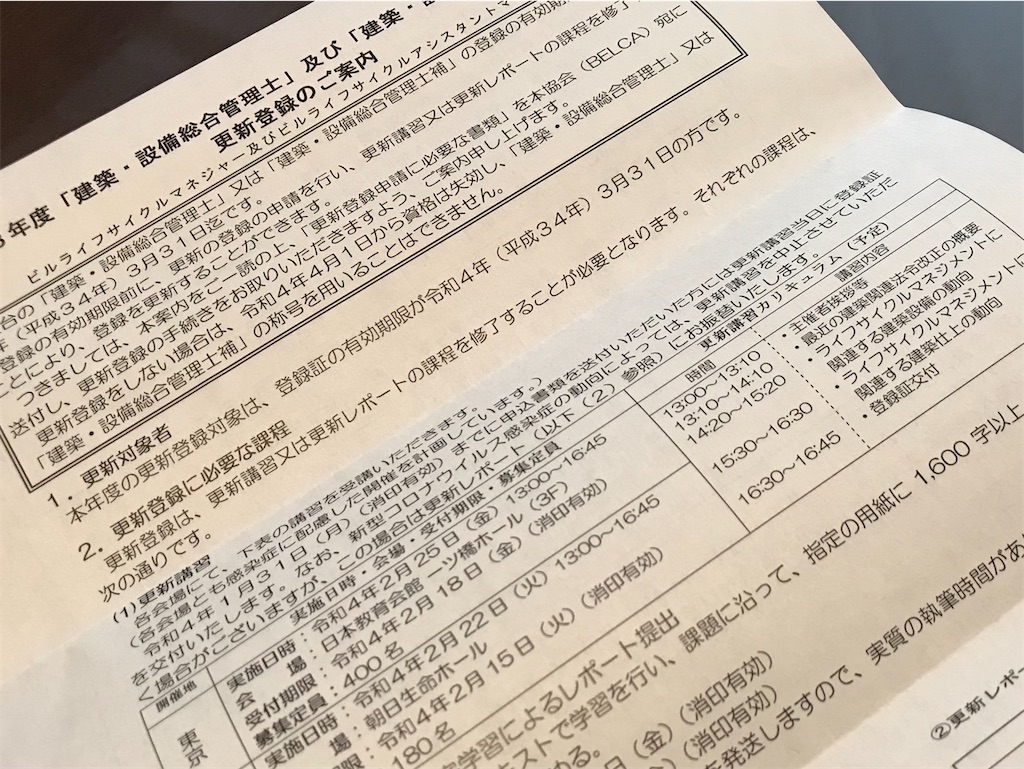 年度「建築・設備総合管理士」及び「建築・設
更新登録のご案内
ビルライフサイクルマネジャー及びビルライフサイクルアシスタントマ
「建築・設備総合管理士」又は「建築・設備総合管理士補」の登録の有効期
(平成34年)3月31日迄です。
登録の有効期限前に、更新の登録の申請を行い、更新講習又は更新レポートの課程を修了
ことにより、登録を更新することができます。
つきましては、本案内をご一読の上、「更新登録申請に必要な書類」を本協会(BELCA)宛に
送付し、更新登録の手続きをお取りいただきますよう、ご案内申し上げます。
更新登録をしない場合は、令和4年4月1日から資格は失効し、「建築・設備総合管理士」又は
「建築・設備総合管理士補」の称号を用いることはできません。
1.更新対象者
本年度の更新登録対象は、登録証の有効期限が令和4年(平成34年)3月31日の方です。
2.更新登録に必要な課程
更新登録は、更新講習又は更新レポートの課程を修了することが必要となります。それぞれの課程は、
次の通りです。
(1)更新講習
各会場にて、下表の講習を受講いただきます。
(各会場とも感染症に配慮した開催を計画しています。)
令和4年1月31日(月)(消印有効)までに申込書類を送付いただいた方には更新講習当日に登録証
を交付いたします。なお、新型コロナウィルス感染症の動向によっては、更新講習を中止させていただ
く場合がございますが、この場合は更新レポート(以下(2)参照)にお振替いたします。
開催地
実施日時・会場・受付期限・募集定員
更新講習カリキュラム(予定)
時間
講習内容
東京
実施日時:令和4年2月25日(金)13:00~16:45
会 場:日本教育会館一ツ橋ホール(3F)
受付期限:令和4年2月18日(金)(消印有効)
募集定員:400名
実施日時:令和4年2月22日(火)13:00~16:45
場:朝日生命ホール
期限:令和4年2月15日(火)(消印有効)
180名
13:00~13:10
主催者挨拶等
13:10~14:10
・最近の建築関連法令改正の概要
14:20~15:20
・ライフサイクルマネジメントに
関連する建築設備の動向
15:30~16:30
・ライフサイクルマネジメントに
関連する建築仕上の動向
16:30~16:45
・登録証交付
学習によるレポート提出
キストで学習を行い、課題に沿って、指定の用紙に1,600字以上
日(金)(消印有効)
(消印有効)
を発送しますので、実質の執筆時間があ
②更新レポ